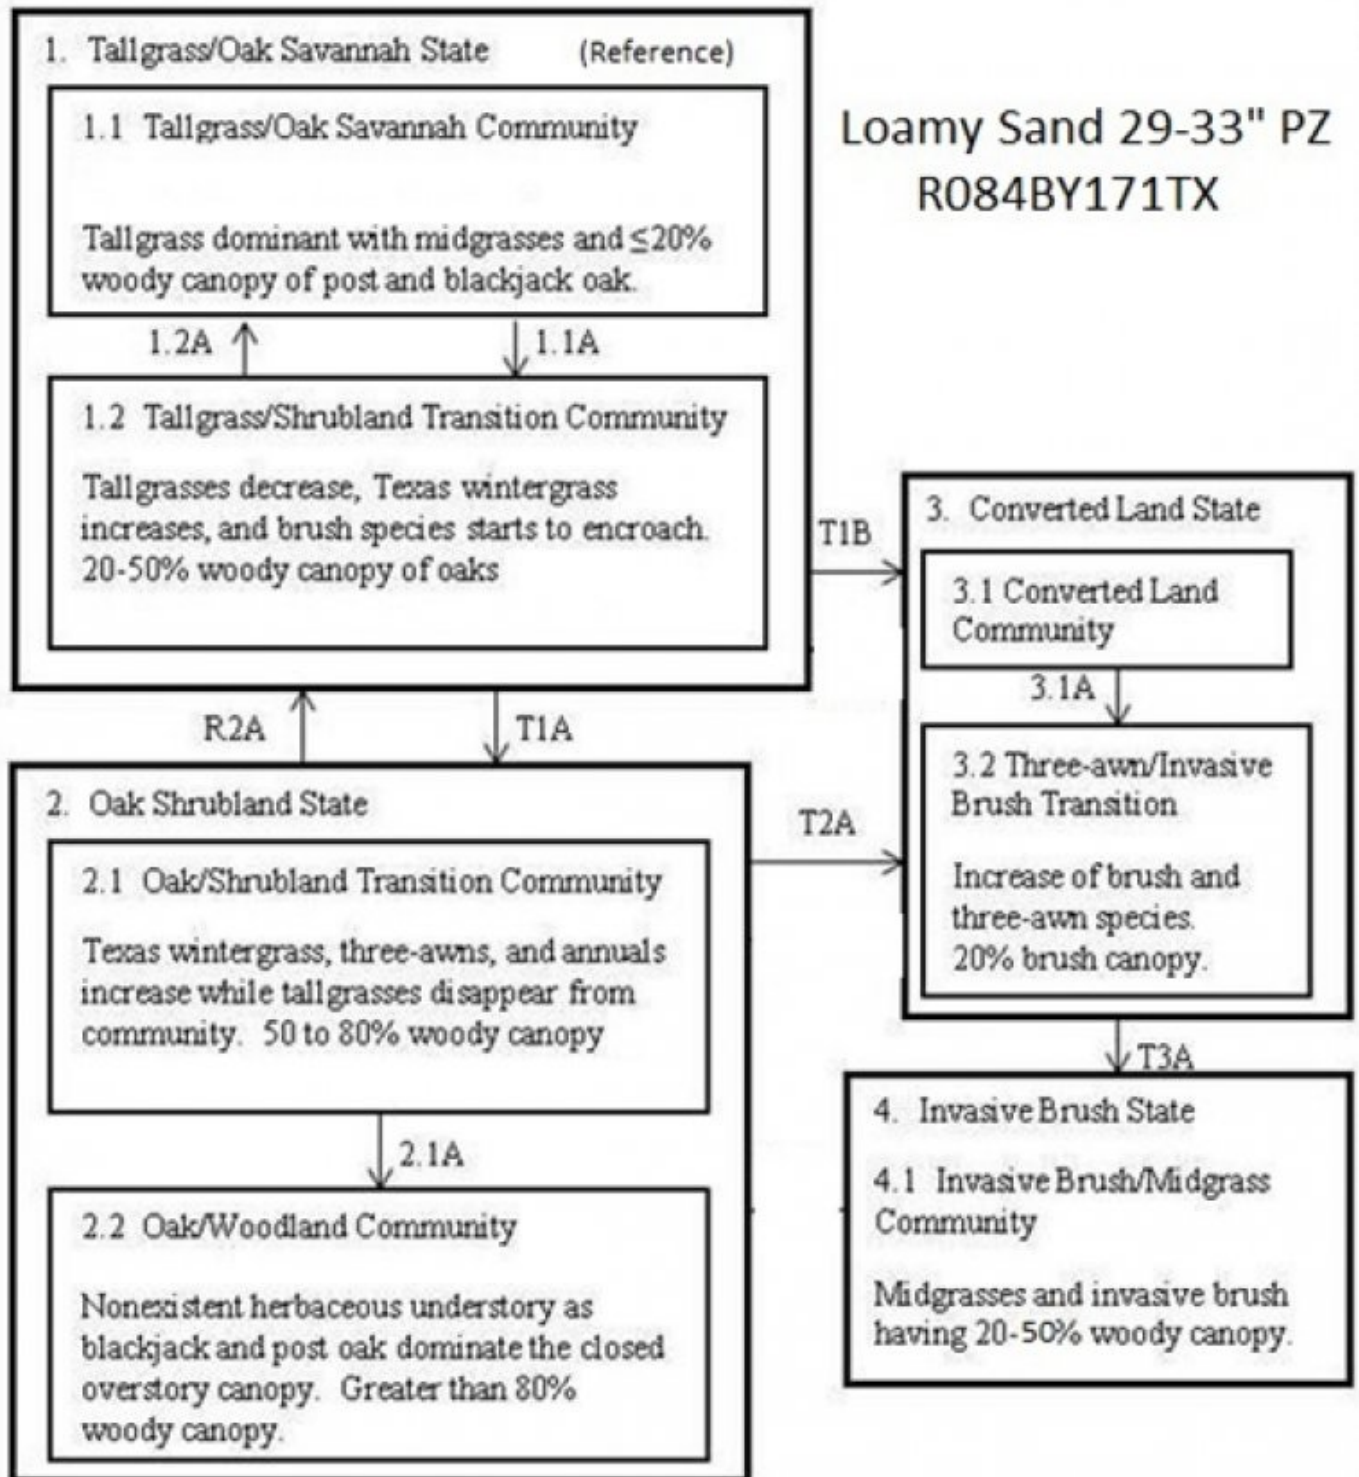 1. Tallgrass/Oak Savannah State (Reference)
1.1 Tallgrass/Oak Savannah Community
Tallgrass dominant with midgrasses and ≤20%
woody canopy of post and blackjack oak.
1.2A
1.1A
1.2 Tallgrass/Shrubland Transition Community
Tallgrasses decrease, Texas wintergrass
increases, and brush species starts to encroach.
20-50% woody canopy of oaks
Loamy Sand 29-33" PZ
R084BY171TX
T1B
R2A
T1A
2. Oak Shrubland State
2.1 Oak/Shrubland Transition Community
Texas wintergrass, three-awns, and annuals
increase while tallgrasses disappear from
community. 50 to 80% woody canopy
2.1A
2.2 Oak/Woodland Community
Nonexistent herbaceous understory as
blackjack and post oak dominate the closed
overstory canopy. Greater than 80%
woody canopy.
T2A
3. Converted Land State
3.1 Converted Land
Community
3.1A
3.2 Three-awn/Invasive
Brush Transition
Increase of brush and
three-awn species.
20% brush canopy.
T3A
4. Invasive Brush State
4.1 Invasive Brush/Midgrass
Community
Midgrasses and invasive brush
having 20-50% woody canopy.